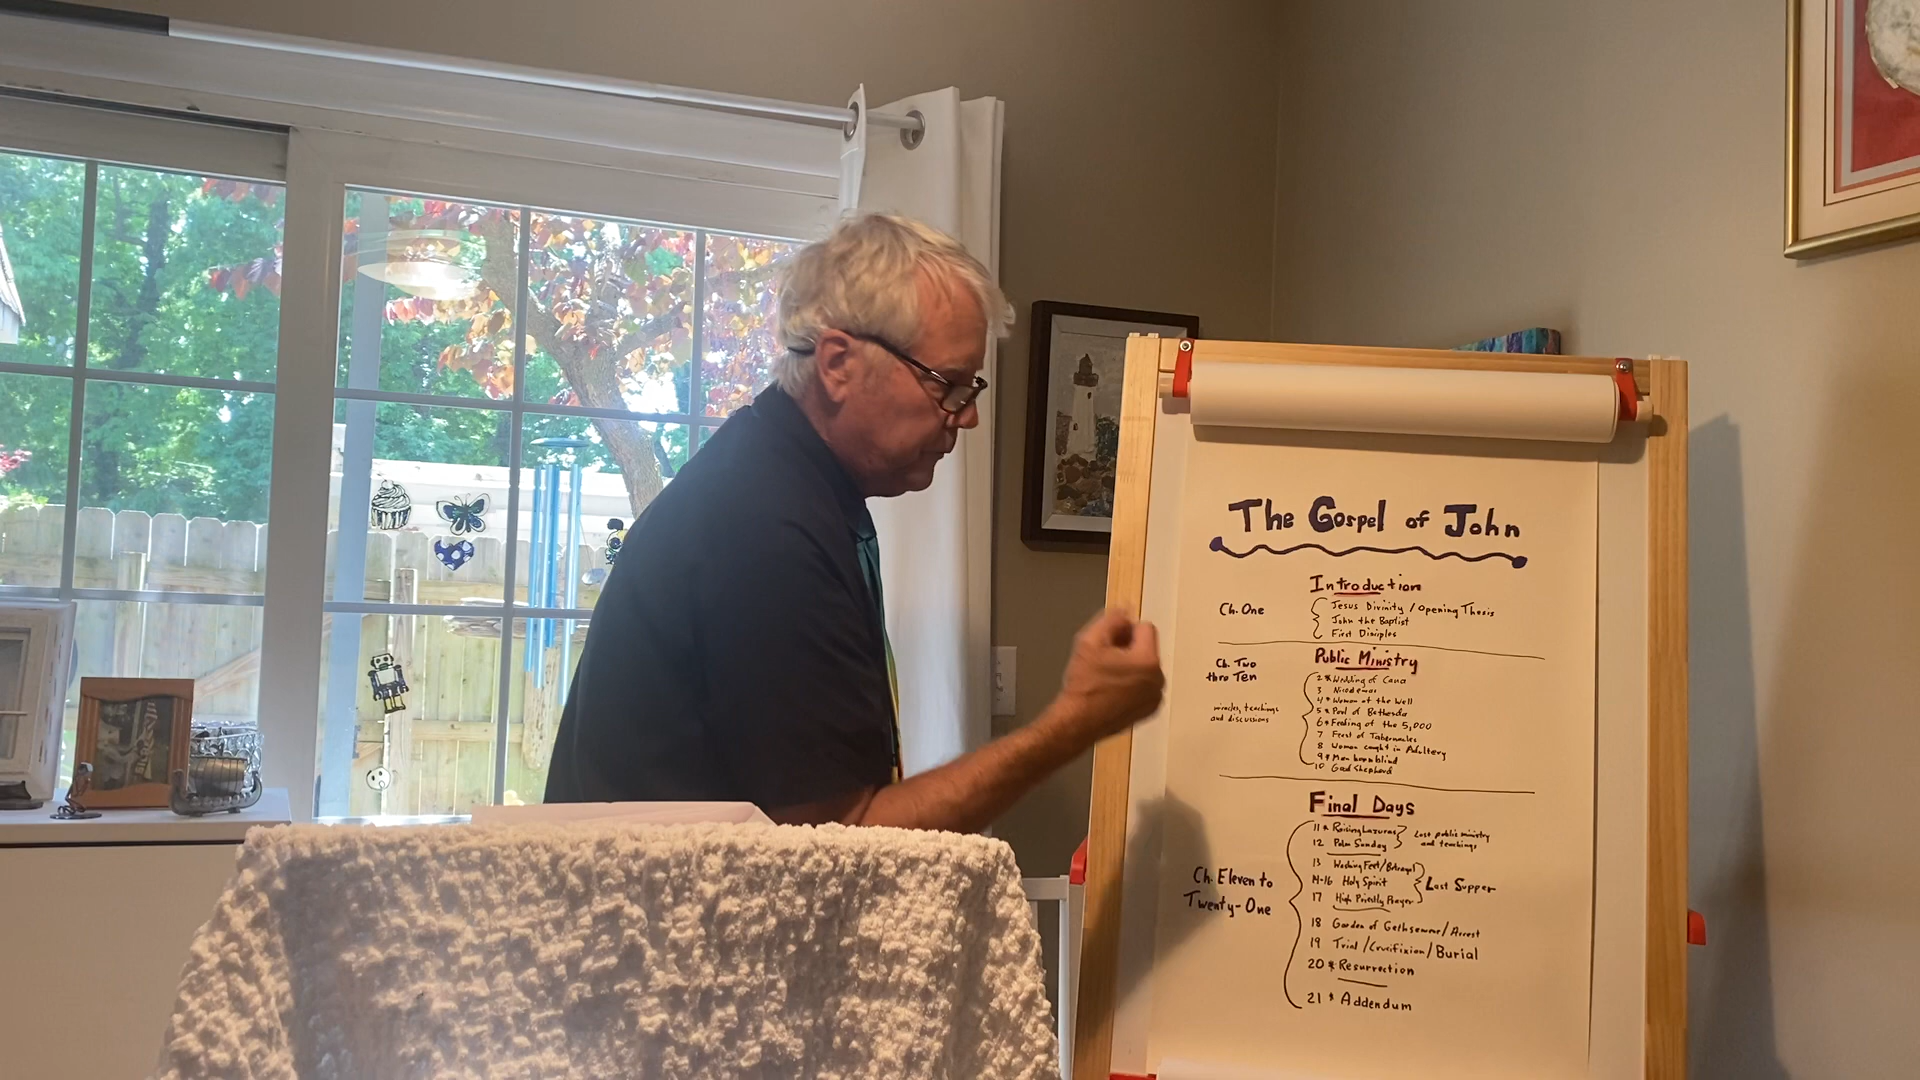 The Gospel of John
Introduction
Ch. One
Jesus Divinity / Opening Thesis
John the Baptist
First Disciples
Public Ministry
Ch. Two
thru Ten
miracles, teachings
and discussions
2* Wedding of Cana
3 Nicodemus
4* Woman at the Well
5* Pool of Bethesda
6* Feeding of the 5,000
7 Feast of Tabernacles
8 Woman caught in Adultery
9* Man born blind
10 Good Shepherd
Final Days
Ch. Eleven to
Twenty-One
11* Raising Lazarus
12 Palm Sunday
Last public ministry
and teachings
13 Washing Feet/Betrayal
14-16 Holy Spirit
17 High Priestly Prayer
Last Supper
18 Garden of Gethsemane/Arrest
19 Trial/Crucifixion/Burial
20* Resurrection
21* Addendum